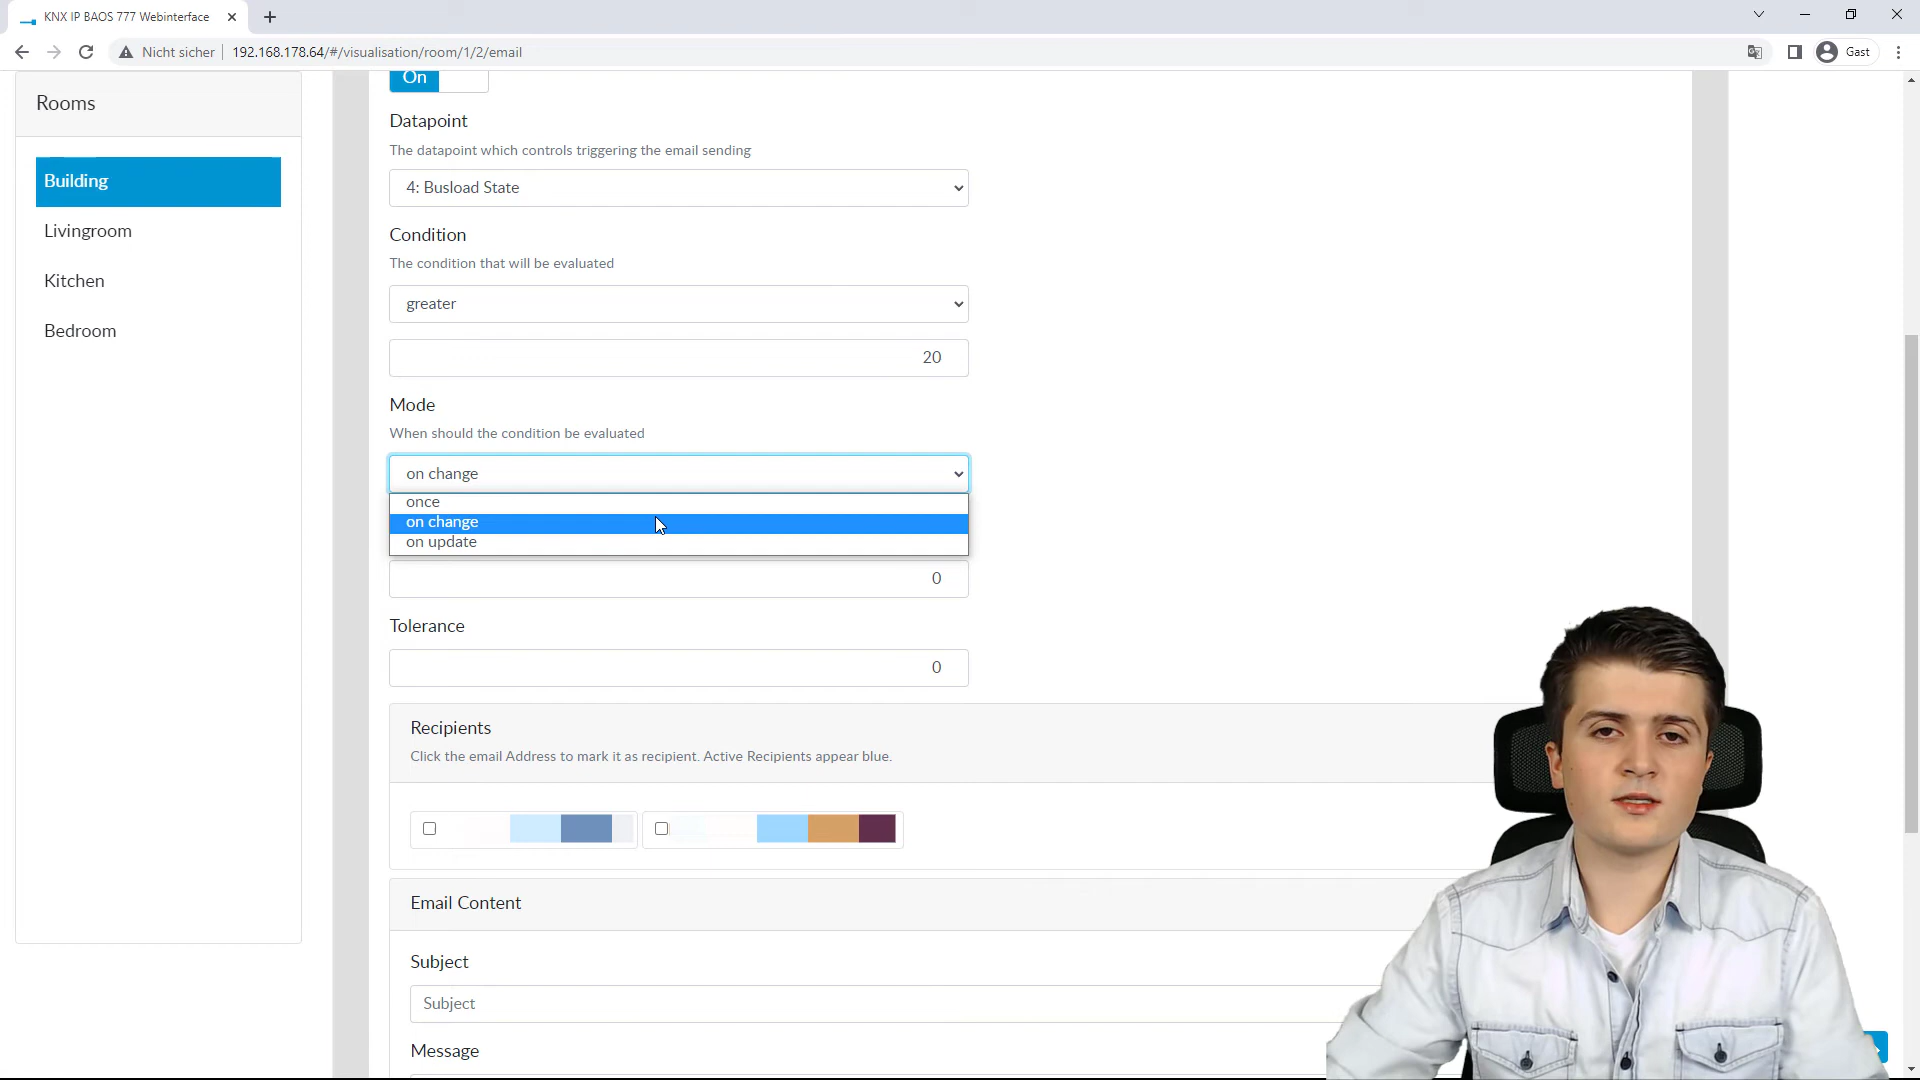 KNX IP BAOS 777 Webinterface
Nicht sicher
192.168.178.64/#/visualisation/room/1/2/email
Gast
Rooms
Building
Livingroom
Kitchen
Bedroom
On
Datapoint
The datapoint which controls triggering the email sending
4: Busload State
Condition
The condition that will be evaluated
greater
20
Mode
When should the condition be evaluated
on change
once
on change
on update
0
Tolerance
0
Recipients
Click the email Address to mark it as recipient. Active Recipients appear blue.
Email Content
Subject
Subject
Message